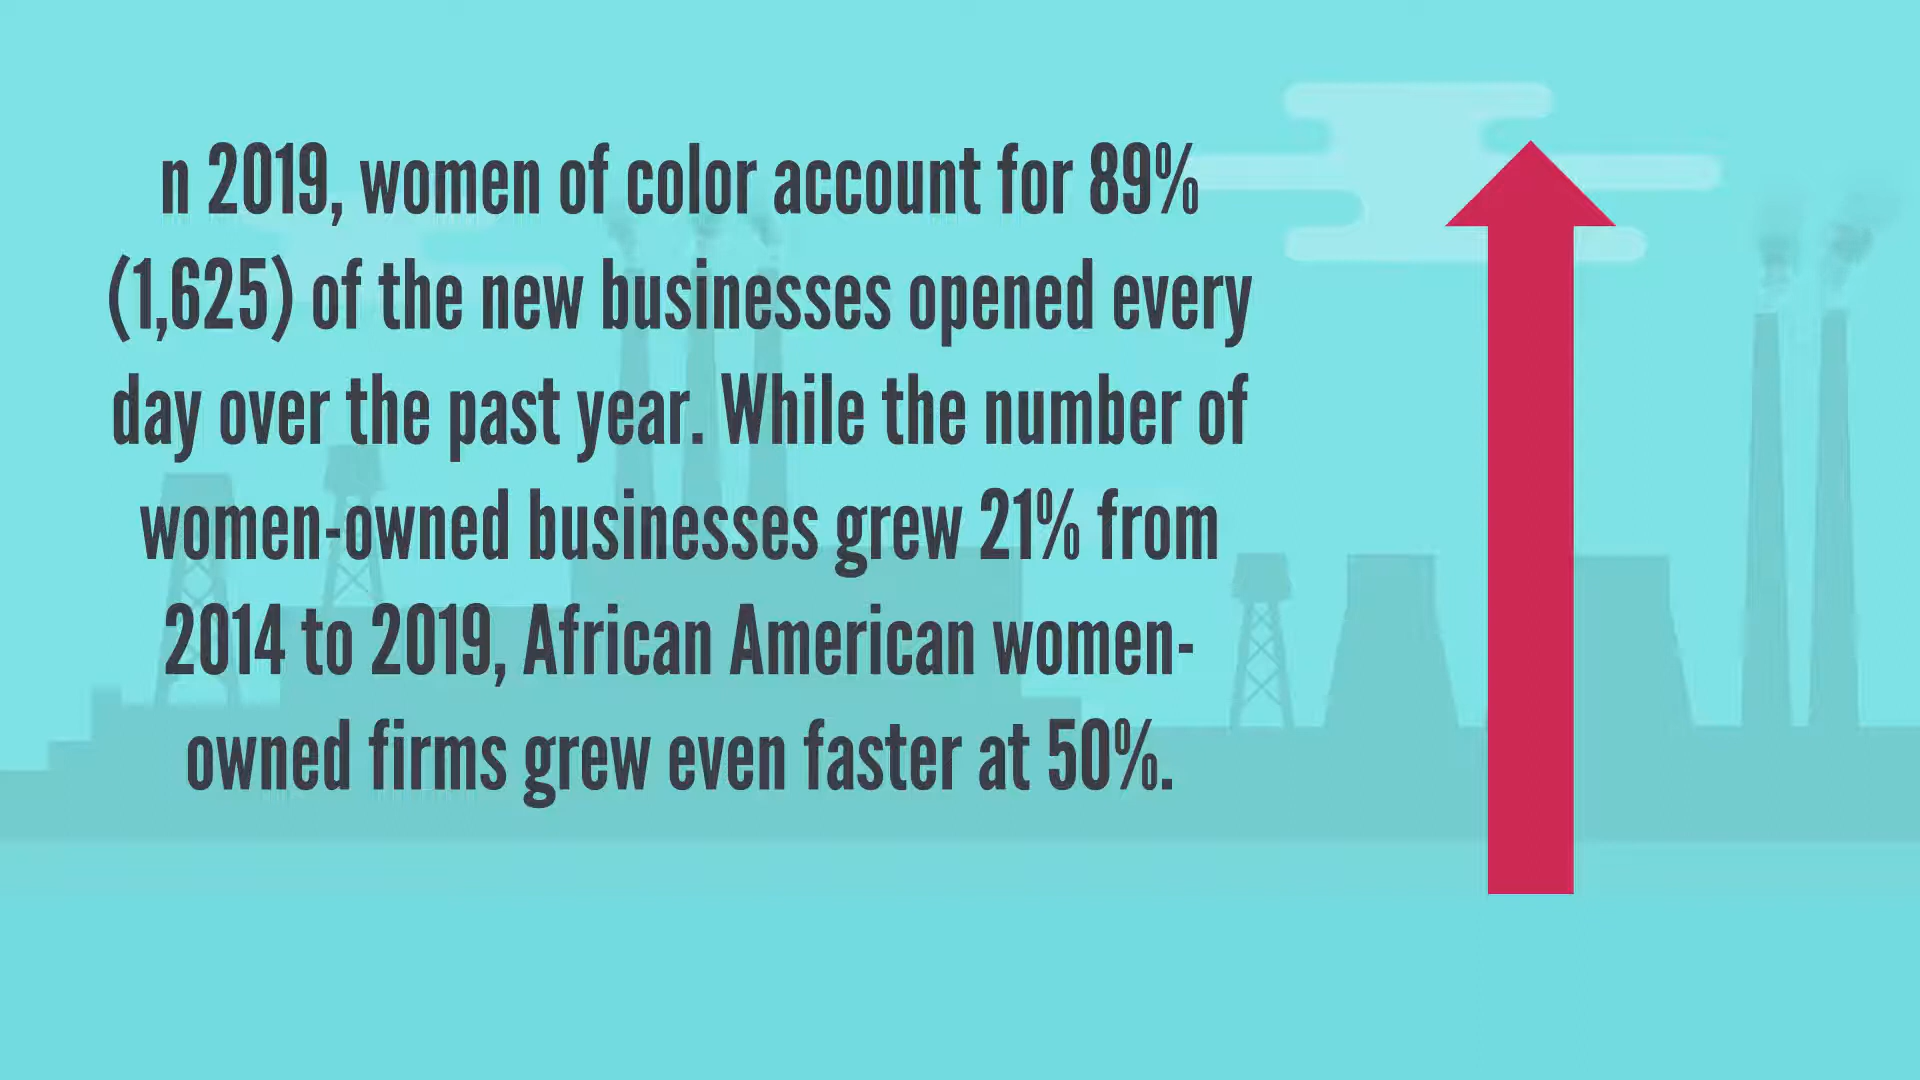 n 2019, women of color account for 89%
(1,625) of the new businesses opened every
day over the past year. While the number of
women-owned businesses grew 21% from
2014 to 2019, African American women-
owned firms grew even faster at 50%.